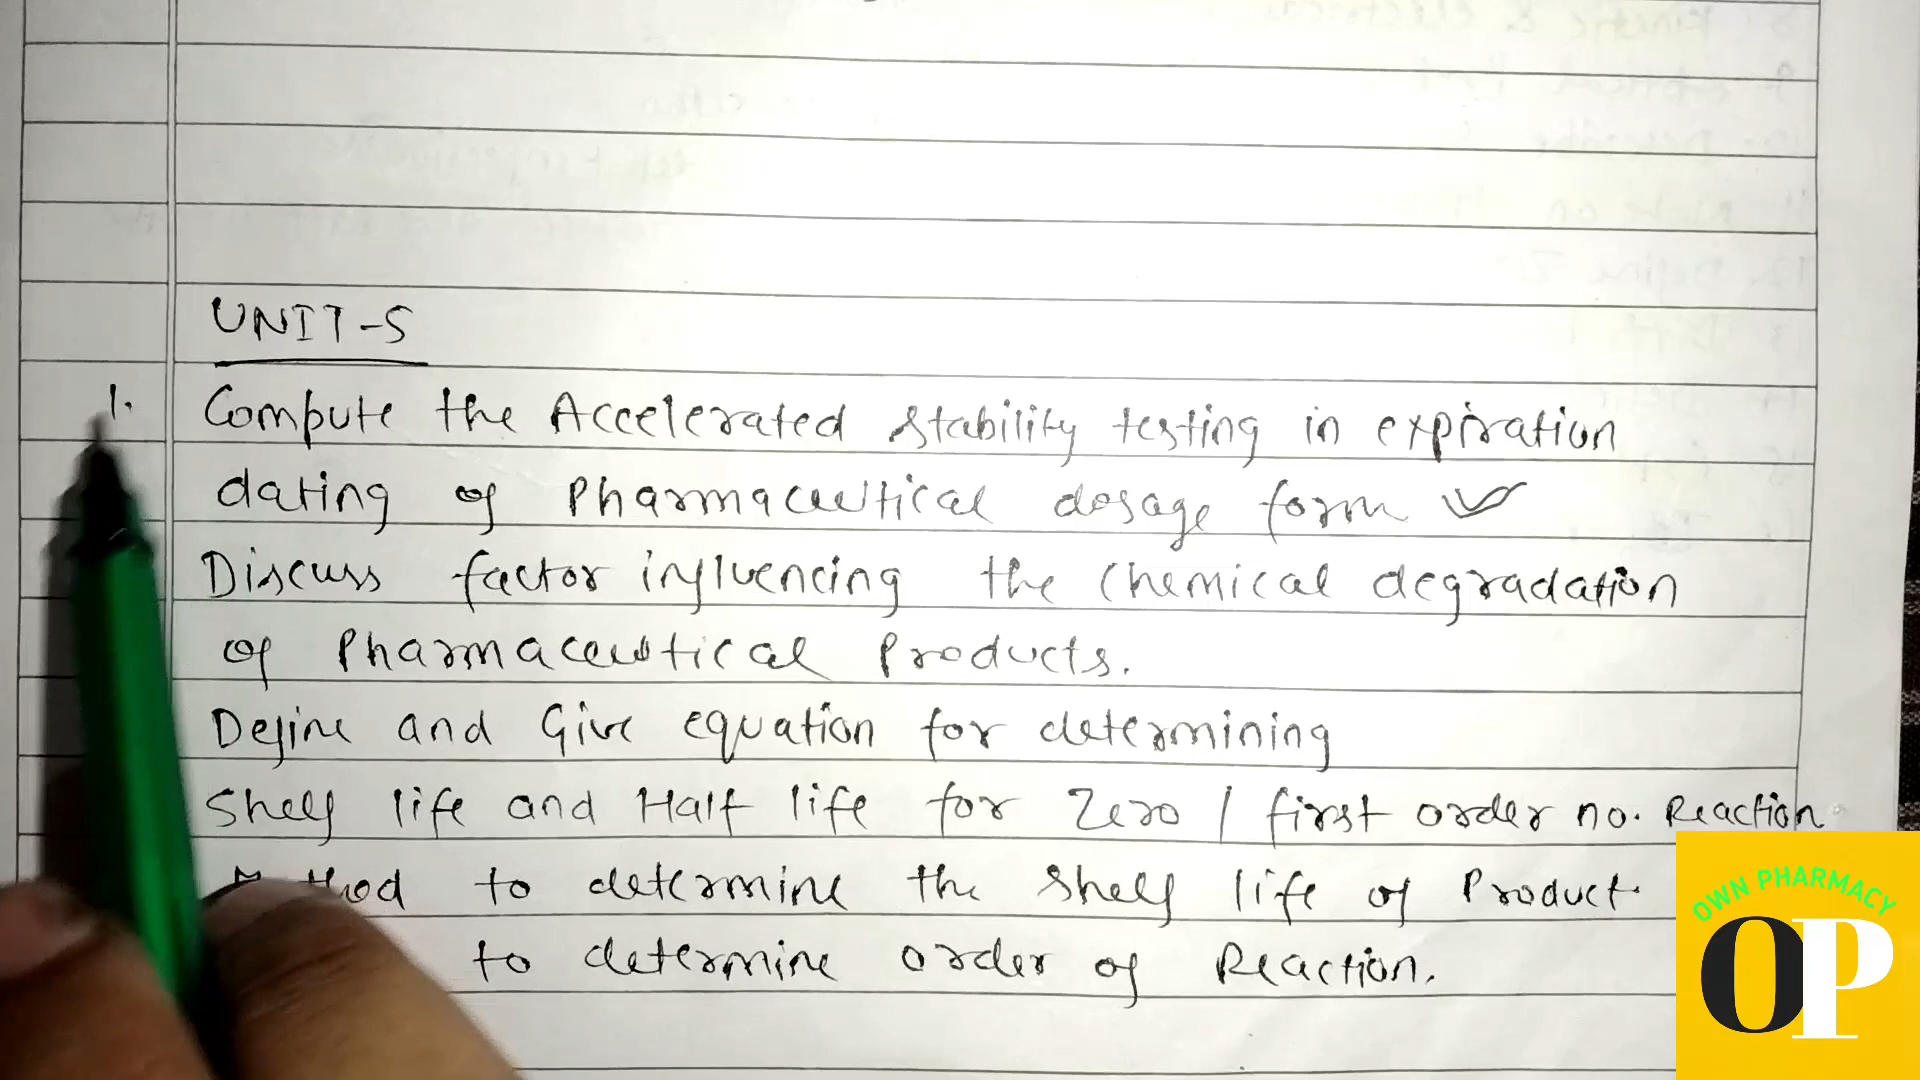 UNIT-5
1. Compute the Accelerated stability testing in expiration
dating of Pharmaceutical dosage form
Discuss factor influencing the Chemical degradation
of Pharmaceutical Products.
Define and Give equation for determining
Shelf life and Half life for Zero / first order no. Reaction
to determine the Shelf life of Product.
to determine order of Reaction.
OWN PHARMACY
OP